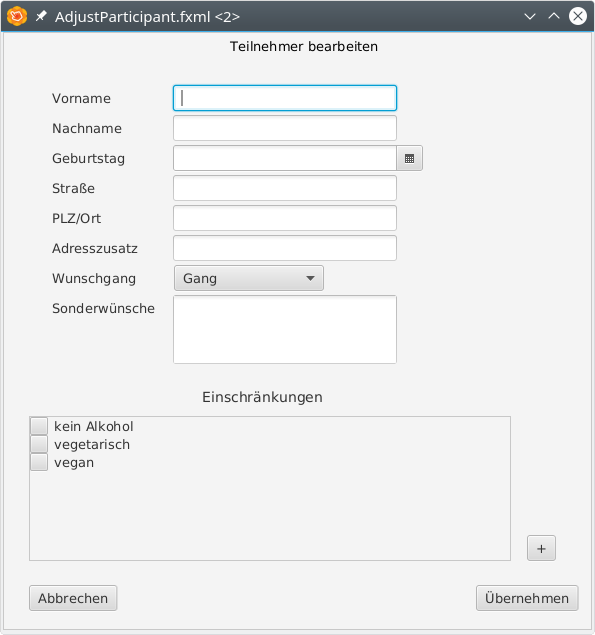 AdjustParticipant.fxml <2>
Teilnehmer bearbeiten
Vorname
Nachname
Geburtstag
Straße
PLZ/Ort
Adresszusatz
Wunschgang Gang
Sonderwünsche
Einschränkungen
kein Alkohol
vegetarisch
vegan
+
Abbrechen Übernehmen